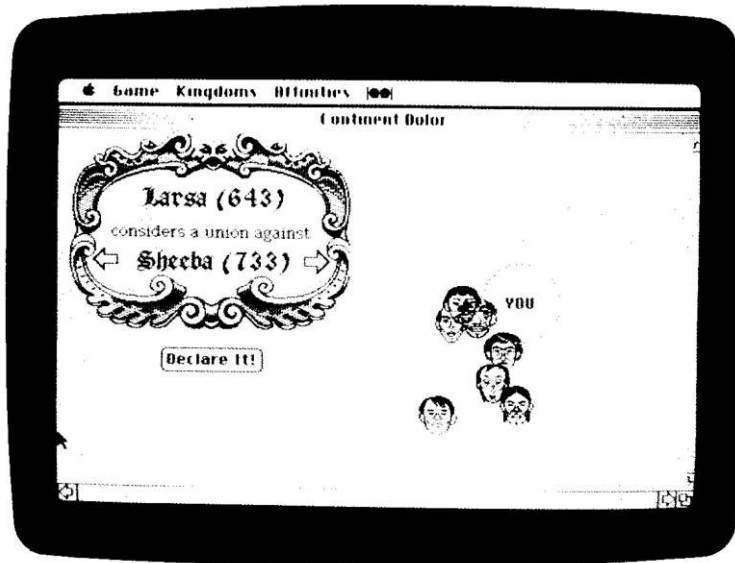 Game Kingdoms Affinities
Continent Dolor
Larsa (643)
considers a union against
Sheeba (733)
YOU
Declare It!